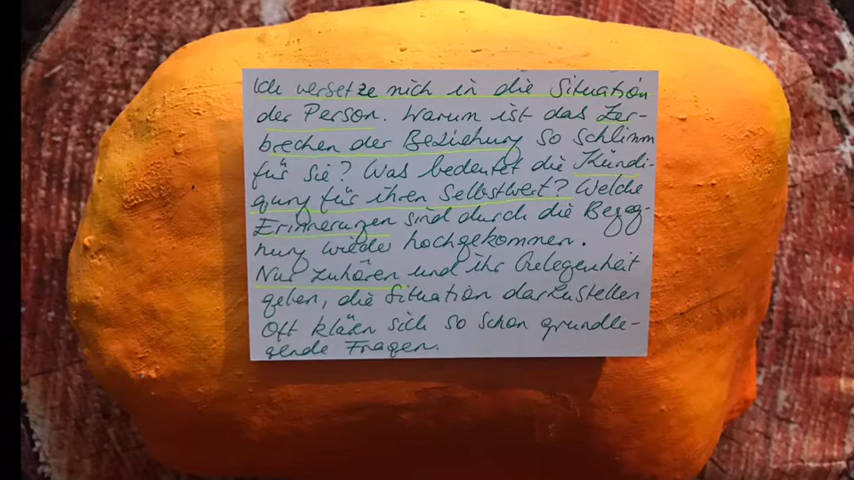 Ich versetze mich in die Situation
der Person. Warum ist das Zer-
brechen der Beziehung so schlimm
für sie? Was bedeutet die Kündi-
gung für ihren Selbstwert? Welche
Erinnerungen sind durch die Begeg-
nung wieder hochgekommen.
Nur zuhören und ihr Gelegenheit
geben, die Situation darzustellen
Oft klären sich so schon grundle-
gende Fragen.